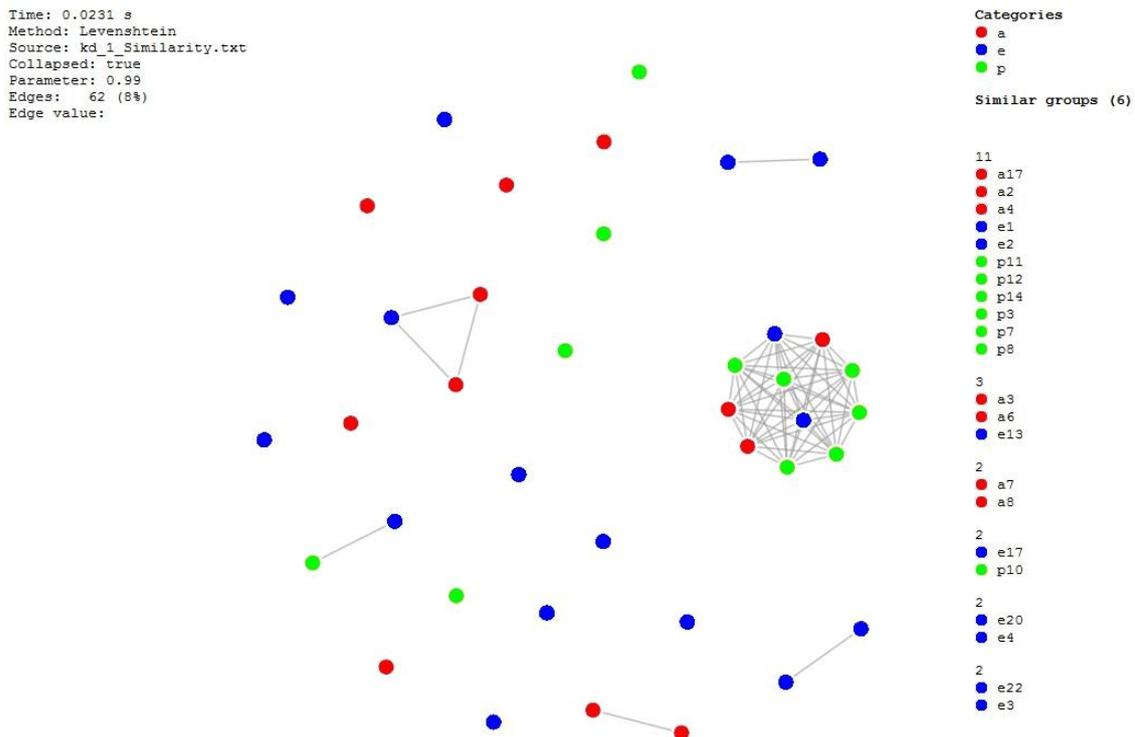 Time: 0.0231 s
Method: Levenshtein
Source: kd_1_Similarity.txt
Collapsed: true
Parameter: 0.99
Edges:   62 (8%)
Edge value:
Categories
a
e
p
Similar groups (6)
11
a17
a2
a4
e1
e2
p11
p12
p14
p3
p7
p8
3
a3
a6
e13
2
a7
a8
2
e17
p10
2
e20
e4
2
e22
e3